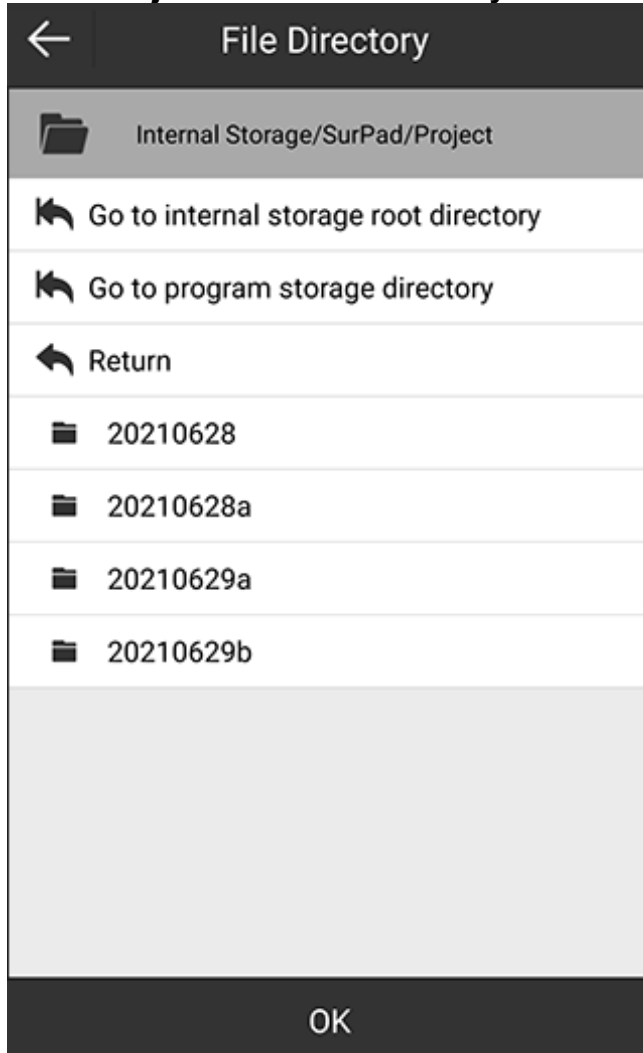 File Directory
Internal Storage/SurPad/Project
Go to internal storage root directory
Go to program storage directory
Return
20210628
20210628a
20210629a
20210629b
OK